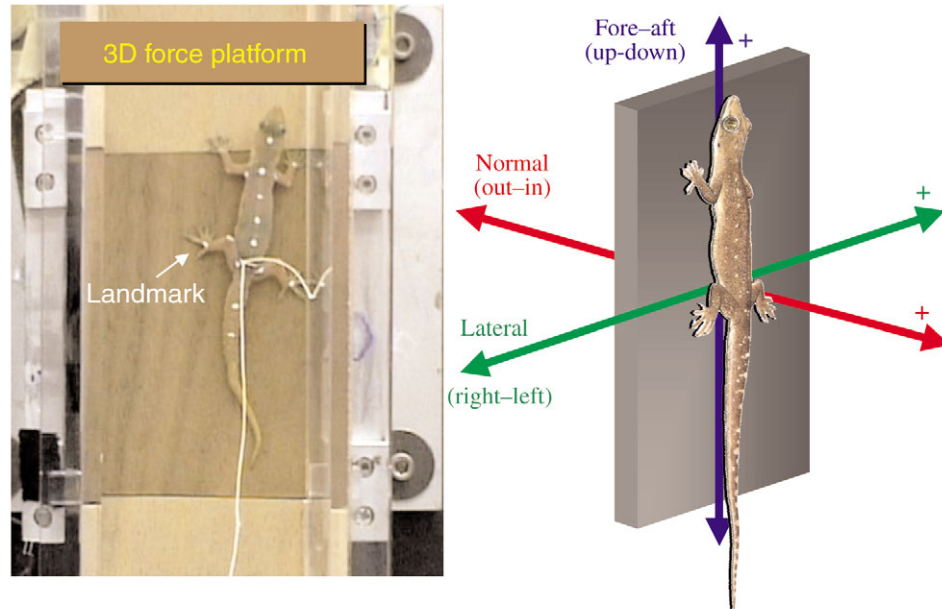 3D force platform
Landmark
Fore–aft
(up-down)
+
Normal
(out–in)
+
Lateral
+
(right–left)